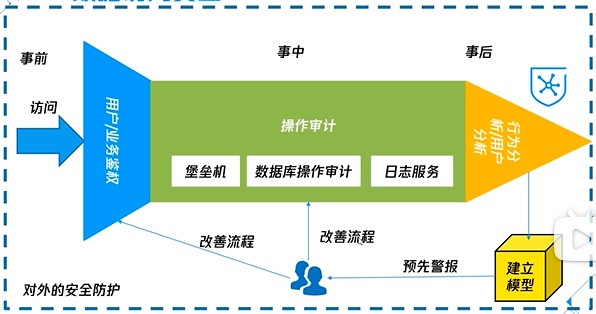 事前
事中
事后
访问
用户/业务鉴权
操作审计
行为分
析/用户
分析
堡垒机
数据库操作审计
日志服务
改善流程
改善流程
预先警报
建立
模型
对外的安全防护